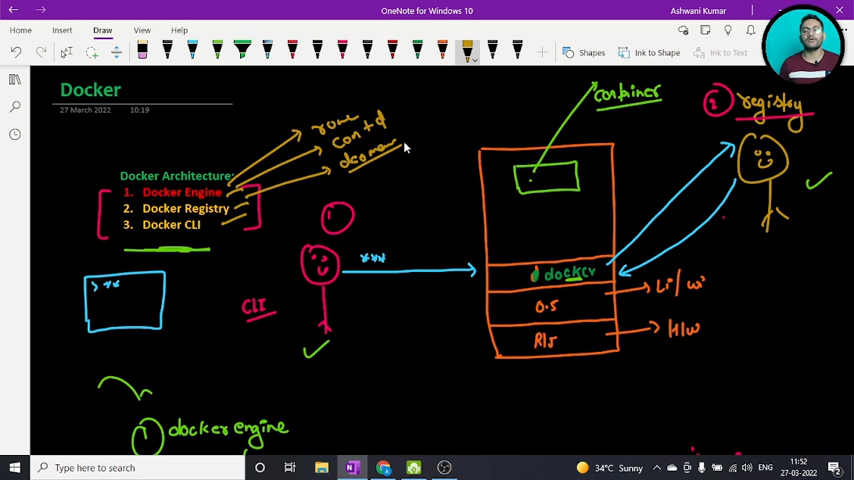 OneNote for Windows 10
Ashwani Kumar
Home
Insert
Draw
View
Help
Shapes
Ink to Shape
Ink to Text
Docker
27 March 2022
10:19
container
registry
Docker Architecture:
1. Docker Engine
2. Docker Registry
3. Docker CLI
1
***
docker
> **
CLI
O.S
Li/wi
R/S
H/W
1 docker engine
Type here to search
34°C Sunny
ENG
11:52
27-03-2022
2